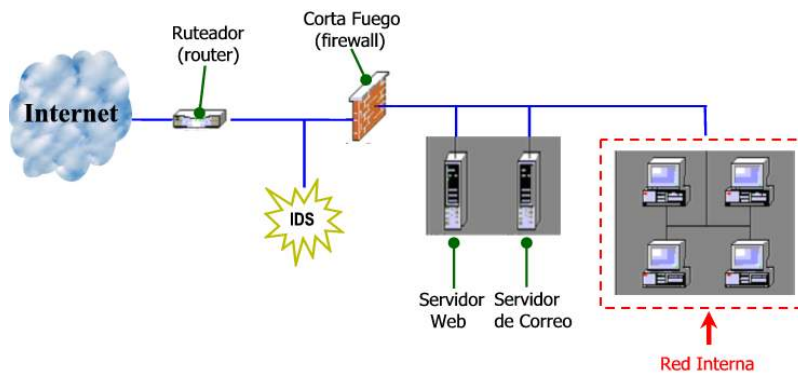 Corta Fuego
(firewall)
Ruteador
(router)
Internet
IDS
Servidor
Web
Servidor
de Correo
Red Interna